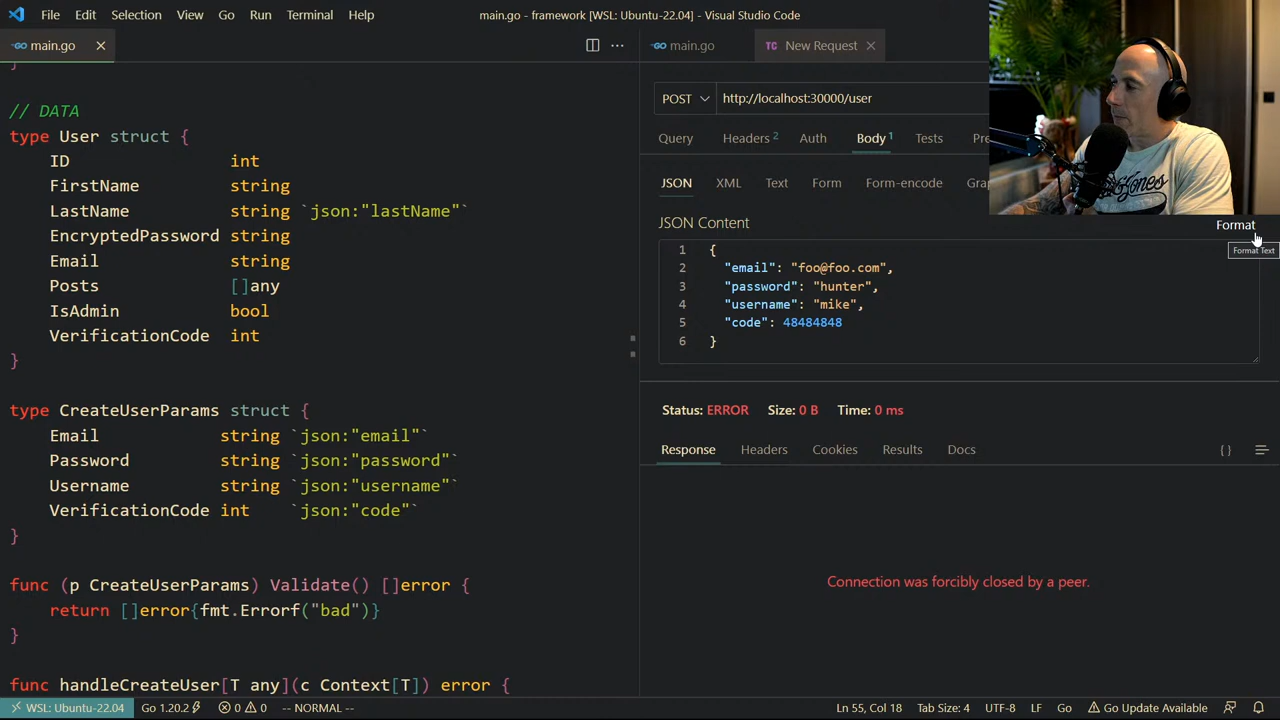 File Edit Selection View Go Run Terminal Help
main.go - framework [WSL: Ubuntu-22.04] - Visual Studio Code
main.go
}
// DATA
type User struct {
ID int
FirstName string
LastName string `json:"lastName"`
EncryptedPassword string
Email string
Posts []any
IsAdmin bool
VerificationCode int
}
type CreateUserParams struct {
Email string `json:"email"`
Password string `json:"password"`
Username string `json:"username"`
VerificationCode int `json:"code"`
}
func (p CreateUserParams) Validate() []error {
return []error{fmt.Errorf("bad")}
}
func handleCreateUser[T any](c Context[T]) error {
main.go TC New Request
POST http://localhost:30000/user
Query Headers 2 Auth Body 1 Tests Pre
JSON XML Text Form Form-encode Grap
JSON Content Format
Format Text
1 {
2 "email": "foo@foo.com",
3 "password": "hunter",
4 "username": "mike",
5 "code": 48484848
6 }
Status: ERROR Size: 0 B Time: 0 ms
Response Headers Cookies Results Docs { }
Connection was forcibly closed by a peer.
WSL: Ubuntu-22.04 Go 1.20.2 0 0 -- NORMAL -- Ln 55, Col 18 Tab Size: 4 UTF-8 LF Go Go Update Available